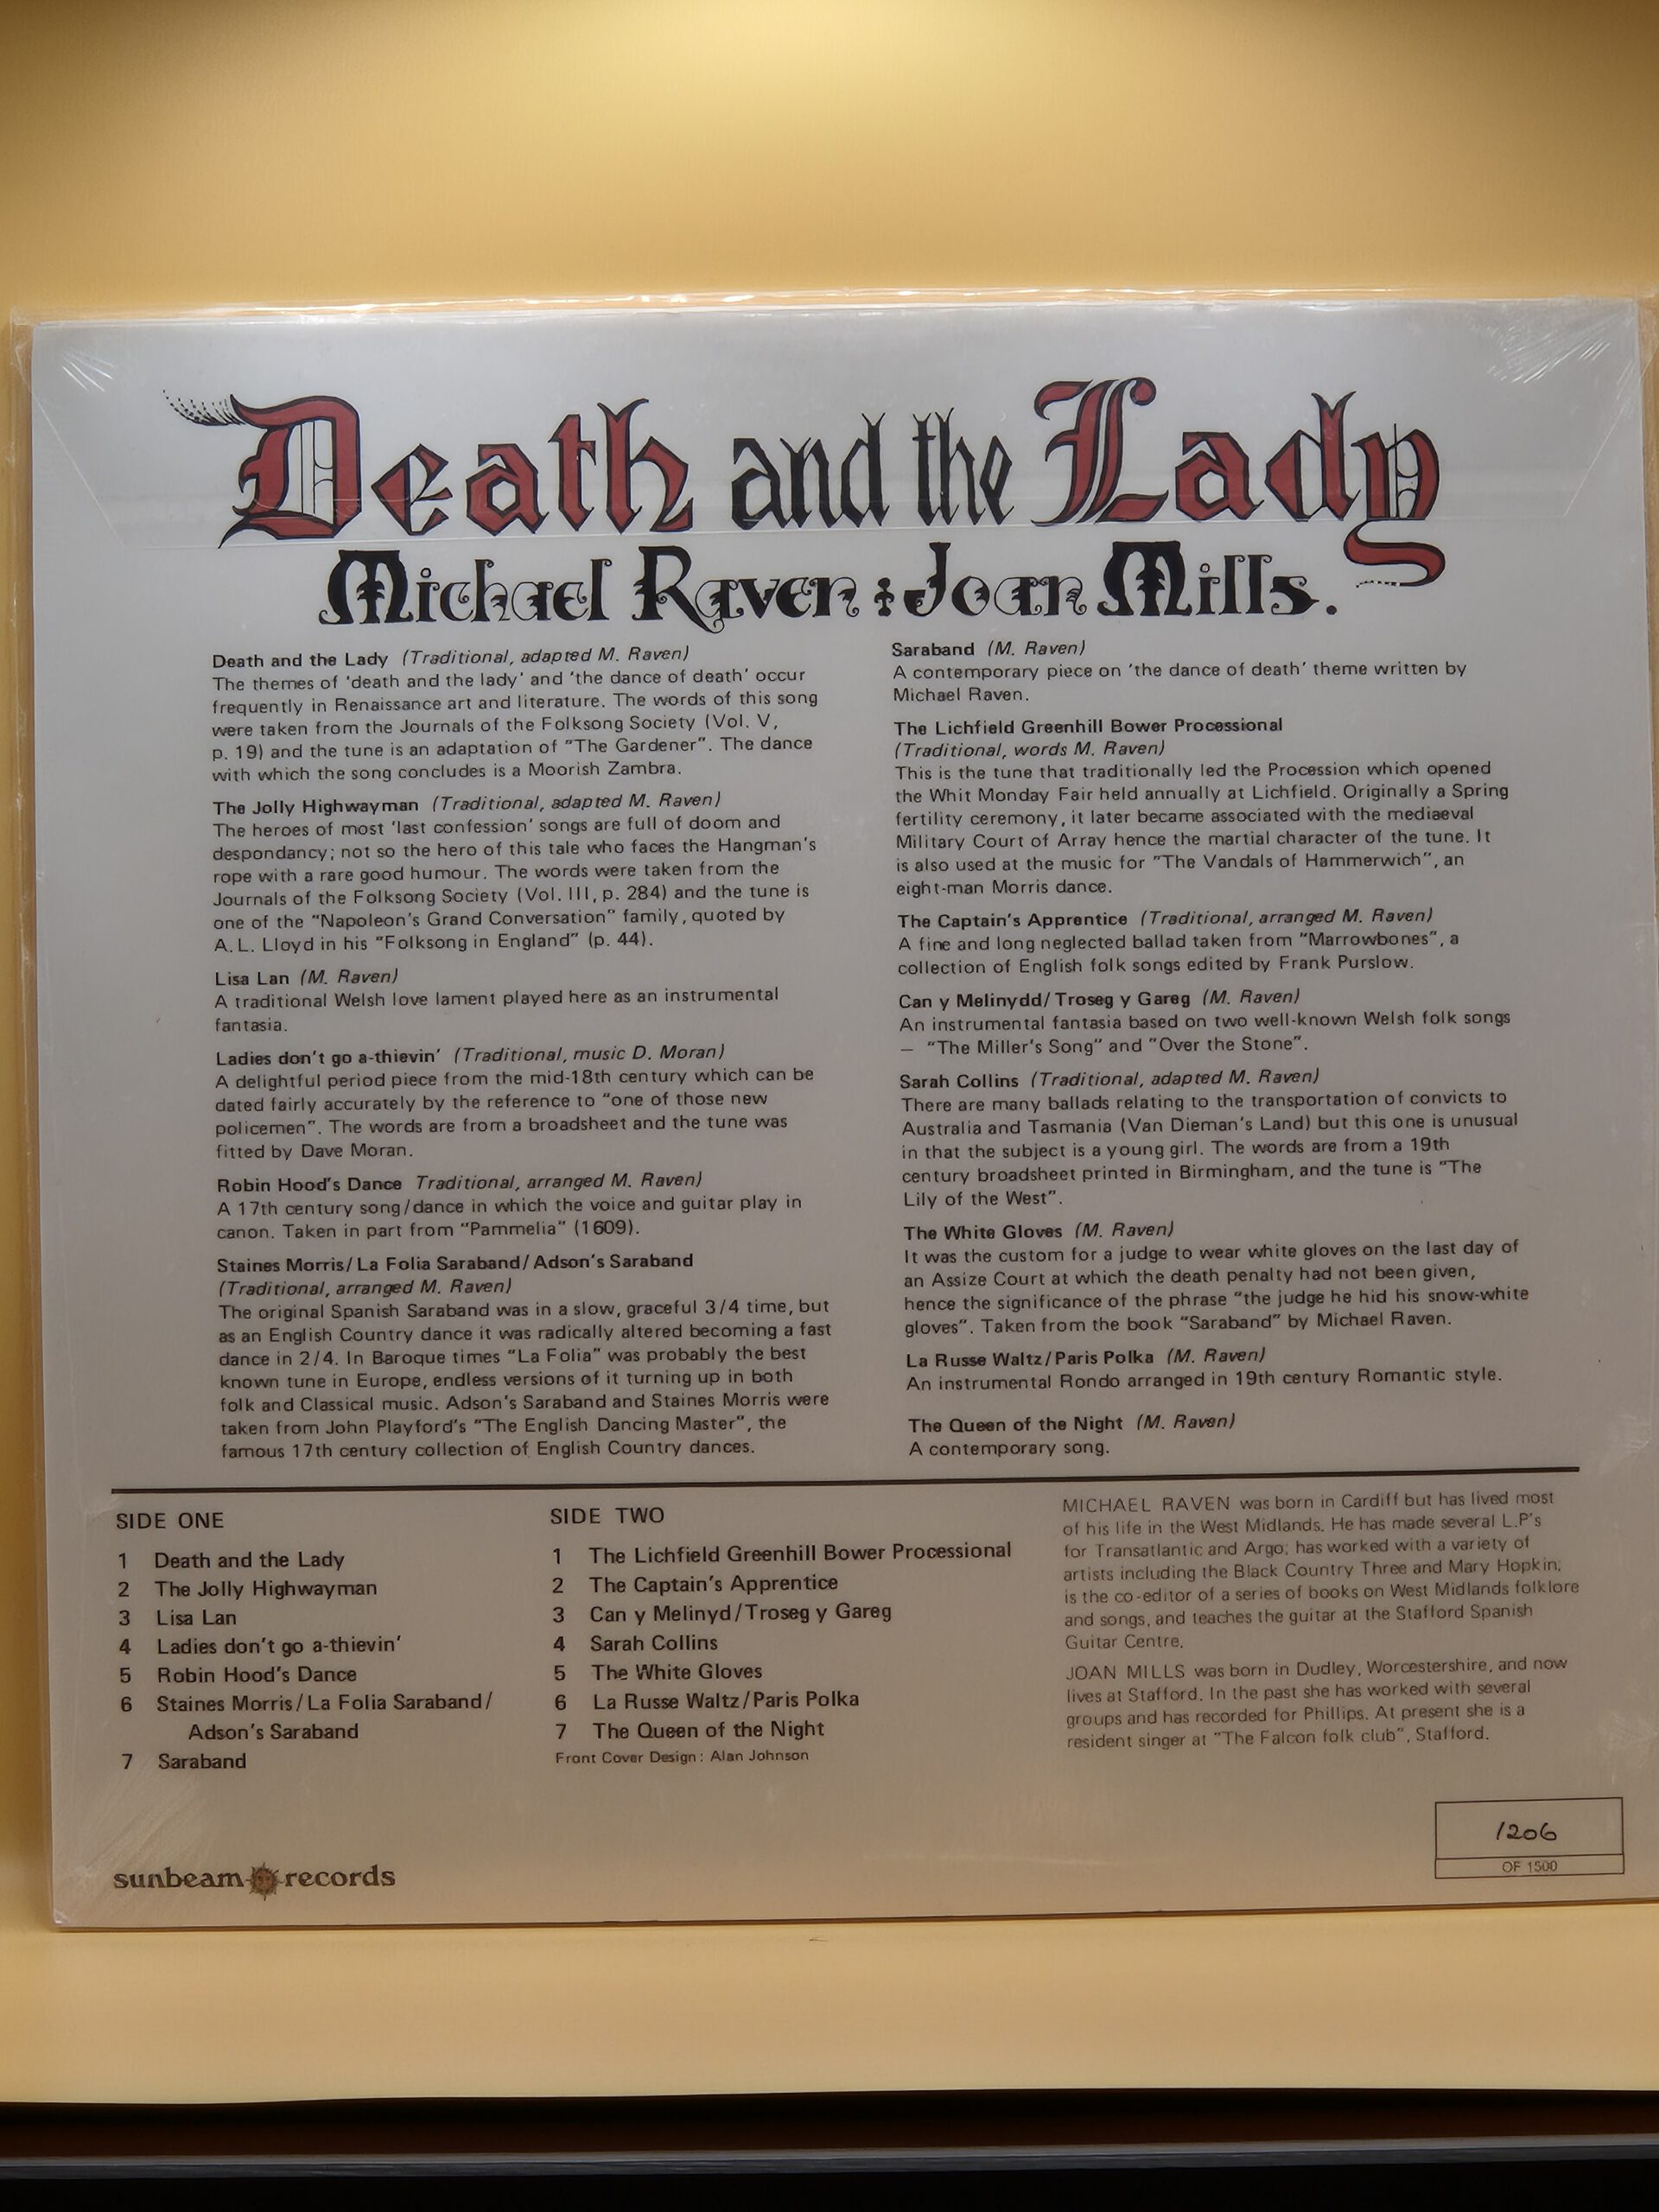 Death and the Lady
Michael Raven : Joan Mills.
Death and the Lady (Traditional, adapted M. Raven)
The themes of 'death and the lady' and 'the dance of death' occur
frequently in Renaissance art and literature. The words of this song
were taken from the Journals of the Folksong Society (Vol. V,
p. 19) and the tune is an adaptation of "The Gardener". The dance
with which the song concludes is a Moorish Zambra.
The Jolly Highwayman (Traditional, adapted M. Raven)
The heroes of most 'last confession' songs are full of doom and
despondancy; not so the hero of this tale who faces the Hangman's
rope with a rare good humour. The words were taken from the
Journals of the Folksong Society (Vol. III, p. 284) and the tune is
one of the "Napoleon's Grand Conversation" family, quoted by
A.L. Lloyd in his "Folksong in England" (p. 44).
Lisa Lan (M. Raven)
A traditional Welsh love lament played here as an instrumental
fantasia.
Ladies don't go a-thievin' (Traditional, music D. Moran)
A delightful period piece from the mid-18th century which can be
dated fairly accurately by the reference to "one of those new
policemen". The words are from a broadsheet and the tune was
fitted by Dave Moran.
Robin Hood's Dance Traditional, arranged M. Raven)
A 17th century song/dance in which the voice and guitar play in
canon. Taken in part from "Pammelia" (1609).
Staines Morris/La Folia Saraband/Adson's Saraband
(Traditional, arranged M. Raven)
The original Spanish Saraband was in a slow, graceful 3/4 time, but
as an English Country dance it was radically altered becoming a fast
dance in 2/4. In Baroque times "La Folia" was probably the best
known tune in Europe, endless versions of it turning up in both
folk and Classical music. Adson's Saraband and Staines Morris were
taken from John Playford's "The English Dancing Master", the
famous 17th century collection of English Country dances.
Saraband (M. Raven)
A contemporary piece on 'the dance of death' theme written by
Michael Raven.
The Lichfield Greenhill Bower Processional
(Traditional, words M. Raven)
This is the tune that traditionally led the Procession which opened
the Whit Monday Fair held annually at Lichfield. Originally a Spring
fertility ceremony, it later became associated with the mediaeval
Military Court of Array hence the martial character of the tune. It
is also used at the music for "The Vandals of Hammerwich", an
eight-man Morris dance.
The Captain's Apprentice (Traditional, arranged M. Raven)
A fine and long neglected ballad taken from "Marrowbones", a
collection of English folk songs edited by Frank Purslow.
Can y Melinydd/Troseg y Gareg (M. Raven)
An instrumental fantasia based on two well-known Welsh folk songs
— "The Miller's Song" and "Over the Stone".
Sarah Collins (Traditional, adapted M. Raven)
There are many ballads relating to the transportation of convicts to
Australia and Tasmania (Van Dieman's Land) but this one is unusual
in that the subject is a young girl. The words are from a 19th
century broadsheet printed in Birmingham, and the tune is "The
Lily of the West".
The White Gloves (M. Raven)
It was the custom for a judge to wear white gloves on the last day of
an Assize Court at which the death penalty had not been given,
hence the significance of the phrase "the judge he hid his snow-white
gloves". Taken from the book "Saraband" by Michael Raven.
La Russe Waltz/Paris Polka (M. Raven)
An instrumental Rondo arranged in 19th century Romantic style.
The Queen of the Night (M. Raven)
A contemporary song.
SIDE ONE
1 Death and the Lady
2 The Jolly Highwayman
3 Lisa Lan
4 Ladies don't go a-thievin'
5 Robin Hood's Dance
6 Staines Morris/La Folia Saraband/
Adson's Saraband
7 Saraband
SIDE TWO
1 The Lichfield Greenhill Bower Processional
2 The Captain's Apprentice
3 Can y Melinyd/Troseg y Gareg
4 Sarah Collins
5 The White Gloves
6 La Russe Waltz/Paris Polka
7 The Queen of the Night
Front Cover Design: Alan Johnson
MICHAEL RAVEN was born in Cardiff but has lived most
of his life in the West Midlands. He has made several L.P's
for Transatlantic and Argo; has worked with a variety of
artists including the Black Country Three and Mary Hopkin;
is the co-editor of a series of books on West Midlands folklore
and songs, and teaches the guitar at the Stafford Spanish
Guitar Centre.
JOAN MILLS was born in Dudley, Worcestershire, and now
lives at Stafford. In the past she has worked with several
groups and has recorded for Phillips. At present she is a
resident singer at "The Falcon folk club", Stafford.
sunbeam records
1206
OF 1500